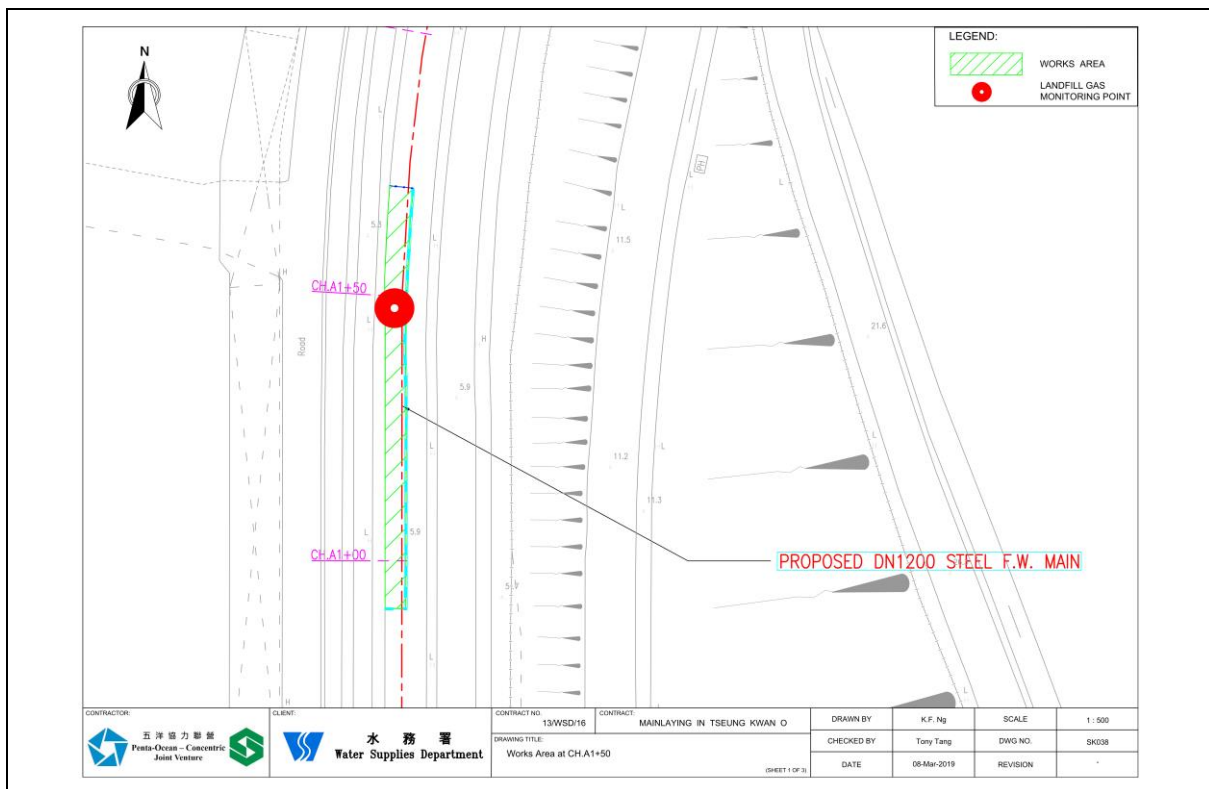 N
LEGEND:
WORKS AREA
LANDFILL GAS
MONITORING POINT
L
L
PH
L
L
5.3
L
11.5
H
CH.A1+50
L
H
21.6
Road
5.9
L
L
11.2
L
11.3
L
5.9
CH.A1+00
PROPOSED DN1200 STEEL F.W. MAIN
L
L
H
CONTRACTOR:
五洋協力聯營
Penta-Ocean – Concentric
Joint Venture
CLIENT:
水務署
Water Supplies Department
CONTRACT NO.
13/WSD/16
CONTRACT:
MAINLAYING IN TSEUNG KWAN O
DRAWING TITLE:
Works Area at CH.A1+50
(SHEET 1 OF 3)
DRAWN BY
K.F. Ng
SCALE
1 : 500
CHECKED BY
Tony Tang
DWG NO.
SK038
DATE
08-Mar-2019
REVISION
-